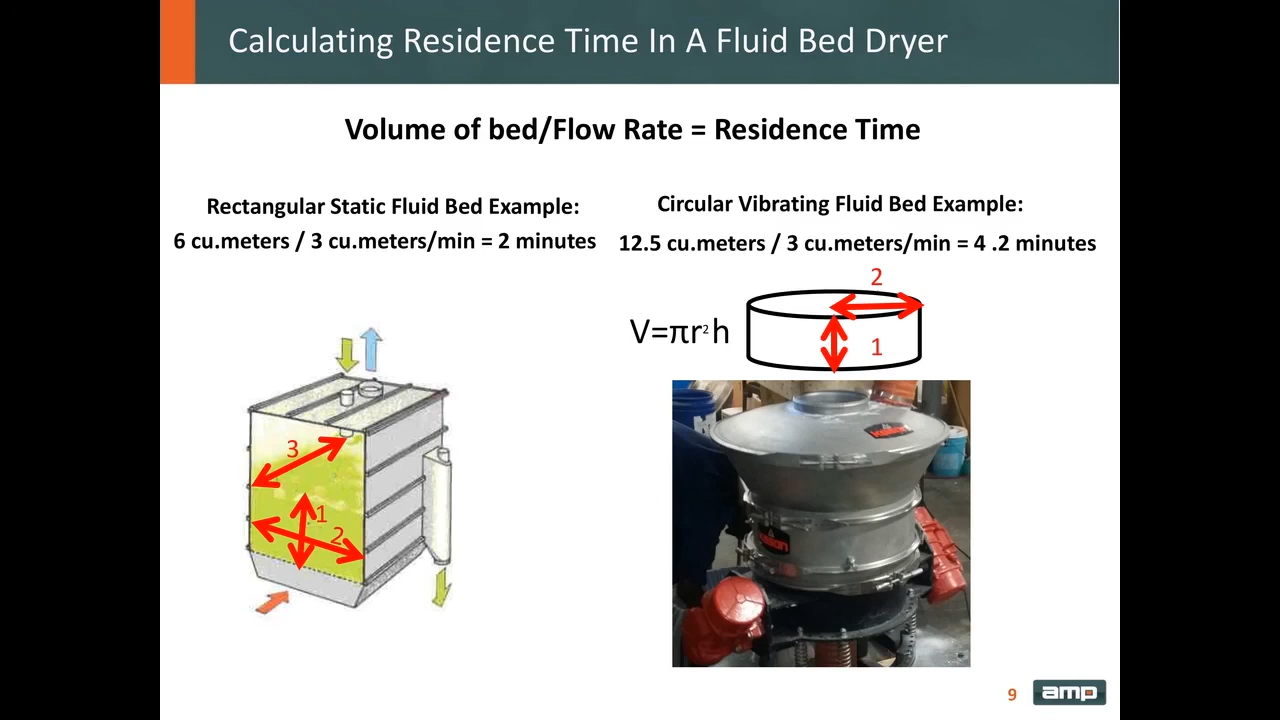 Calculating Residence Time In A Fluid Bed Dryer
Volume of bed/Flow Rate = Residence Time
Rectangular Static Fluid Bed Example:
6 cu.meters / 3 cu.meters/min = 2 minutes
Circular Vibrating Fluid Bed Example:
12.5 cu.meters / 3 cu.meters/min = 4 .2 minutes
2
V=πr²h
1
3
1
2
kason
kason
9
amp